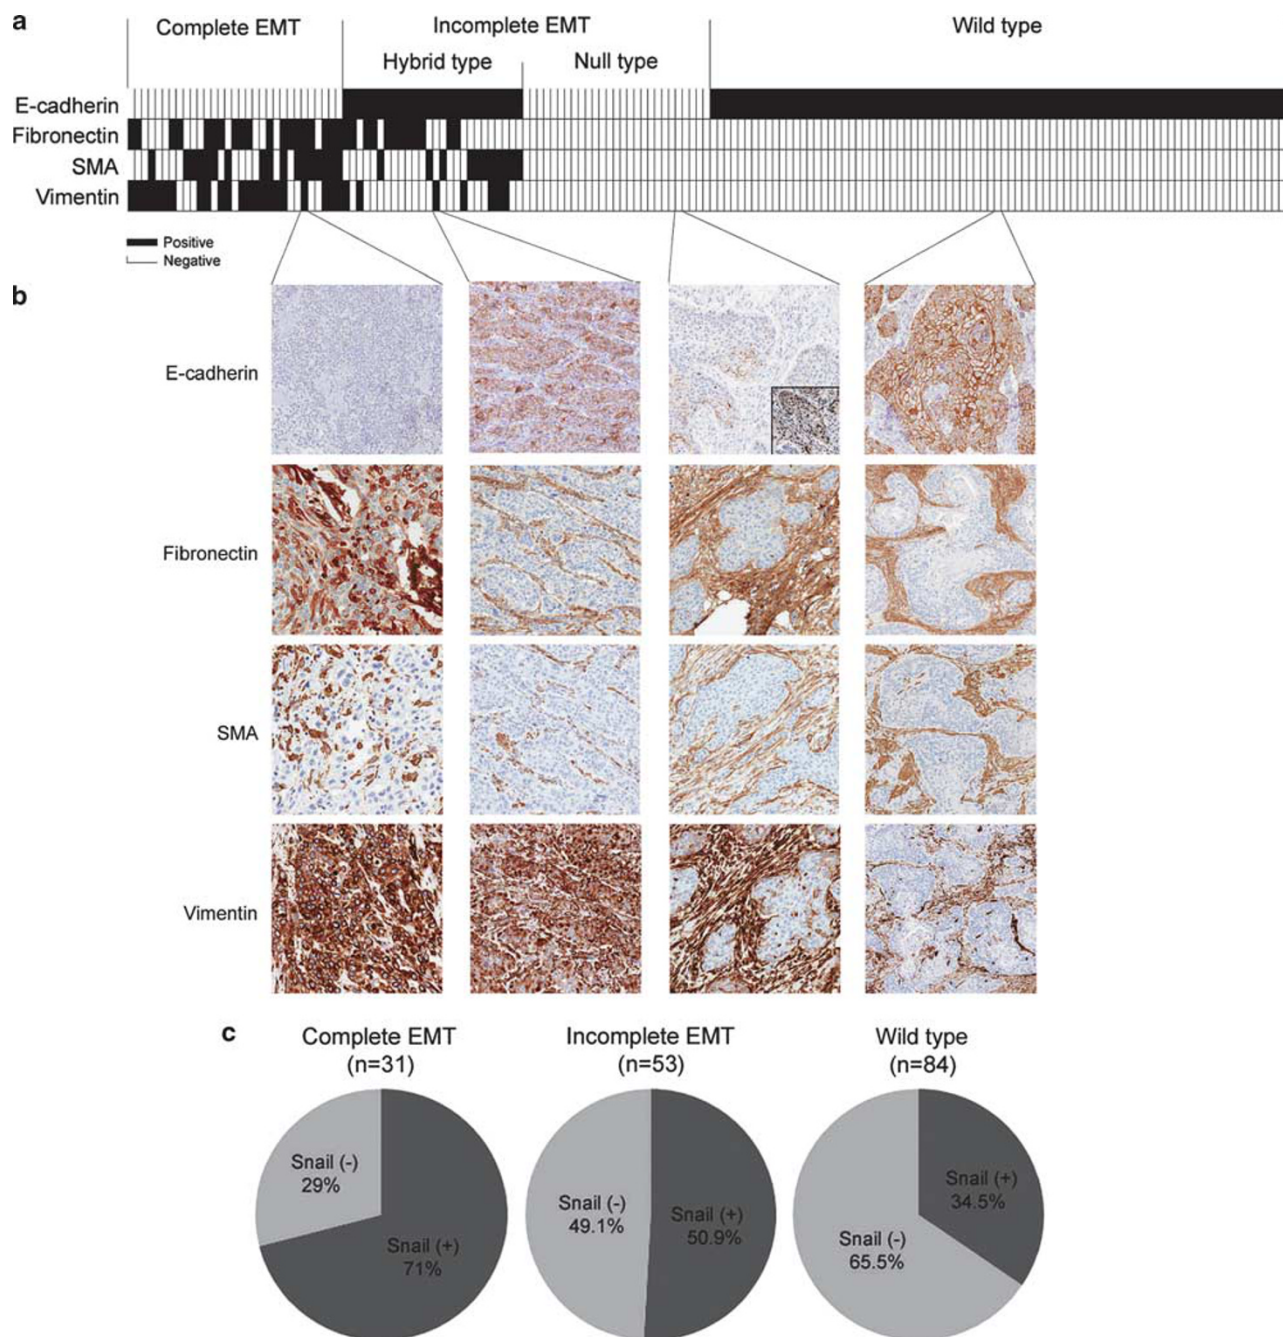 a
Complete EMT
Incomplete EMT
Wild type
Hybrid type
Null type
E-cadherin
Fibronectin
SMA
Vimentin
Positive
Negative
b
E-cadherin
Fibronectin
SMA
Vimentin
c
Complete EMT
(n=31)
Incomplete EMT
(n=53)
Wild type
(n=84)
Snail (-)
29%
Snail (+)
71%
Snail (-)
49.1%
Snail (+)
50.9%
Snail (+)
34.5%
Snail (-)
65.5%